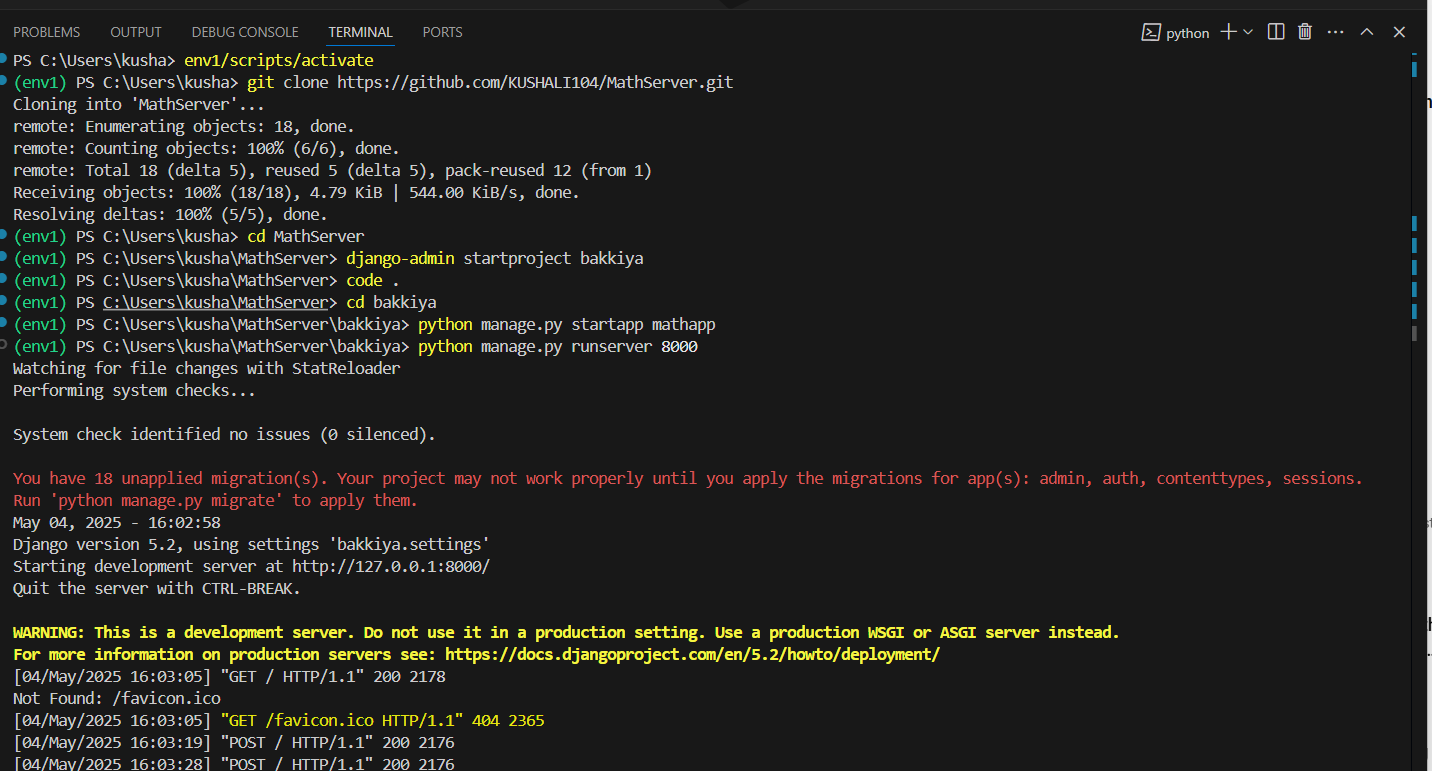 PROBLEMS OUTPUT DEBUG CONSOLE TERMINAL PORTS python
PS C:\Users\kusha> env1/scripts/activate
(env1) PS C:\Users\kusha> git clone https://github.com/KUSHALI104/MathServer.git
Cloning into 'MathServer'...
remote: Enumerating objects: 18, done.
remote: Counting objects: 100% (6/6), done.
remote: Total 18 (delta 5), reused 5 (delta 5), pack-reused 12 (from 1)
Receiving objects: 100% (18/18), 4.79 KiB | 544.00 KiB/s, done.
Resolving deltas: 100% (5/5), done.
(env1) PS C:\Users\kusha> cd MathServer
(env1) PS C:\Users\kusha\MathServer> django-admin startproject bakkiya
(env1) PS C:\Users\kusha\MathServer> code .
(env1) PS C:\Users\kusha\MathServer> cd bakkiya
(env1) PS C:\Users\kusha\MathServer\bakkiya> python manage.py startapp mathapp
(env1) PS C:\Users\kusha\MathServer\bakkiya> python manage.py runserver 8000
Watching for file changes with StatReloader
Performing system checks...
System check identified no issues (0 silenced).
You have 18 unapplied migration(s). Your project may not work properly until you apply the migrations for app(s): admin, auth, contenttypes, sessions.
Run 'python manage.py migrate' to apply them.
May 04, 2025 - 16:02:58
Django version 5.2, using settings 'bakkiya.settings'
Starting development server at http://127.0.0.1:8000/
Quit the server with CTRL-BREAK.
WARNING: This is a development server. Do not use it in a production setting. Use a production WSGI or ASGI server instead.
For more information on production servers see: https://docs.djangoproject.com/en/5.2/howto/deployment/
[04/May/2025 16:03:05] "GET / HTTP/1.1" 200 2178
Not Found: /favicon.ico
[04/May/2025 16:03:05] "GET /favicon.ico HTTP/1.1" 404 2365
[04/May/2025 16:03:19] "POST / HTTP/1.1" 200 2176
[04/May/2025 16:03:28] "POST / HTTP/1.1" 200 2176